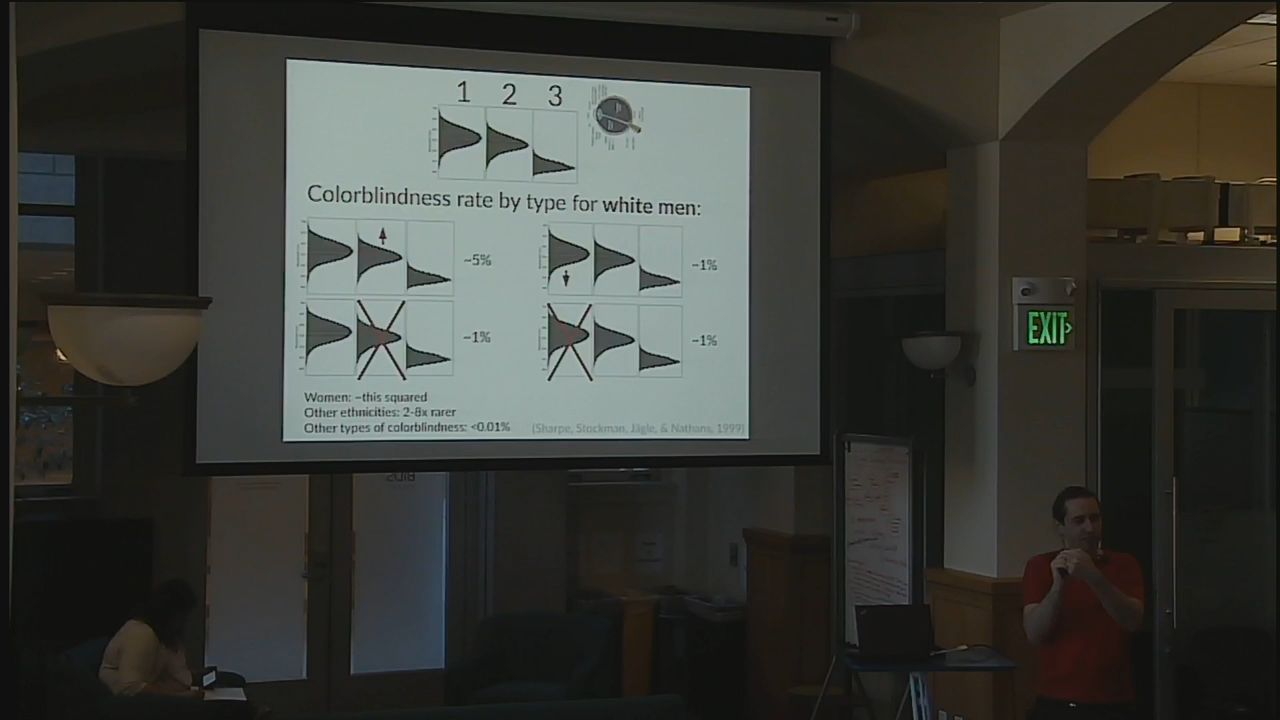 1 2 3
Colorblindness rate by type for white men:
~5%
~1%
~1%
~1%
Women: ~this squared
Other ethnicities: 2-8x rarer
Other types of colorblindness: <0.01%
(Sharpe, Stockman, Jägle, & Nathans, 1999)
EXIT